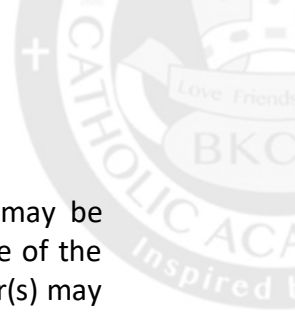 Love Friends
BKC
CATHOLIC ACA
Inspired b
may be
e of the
r(s) may